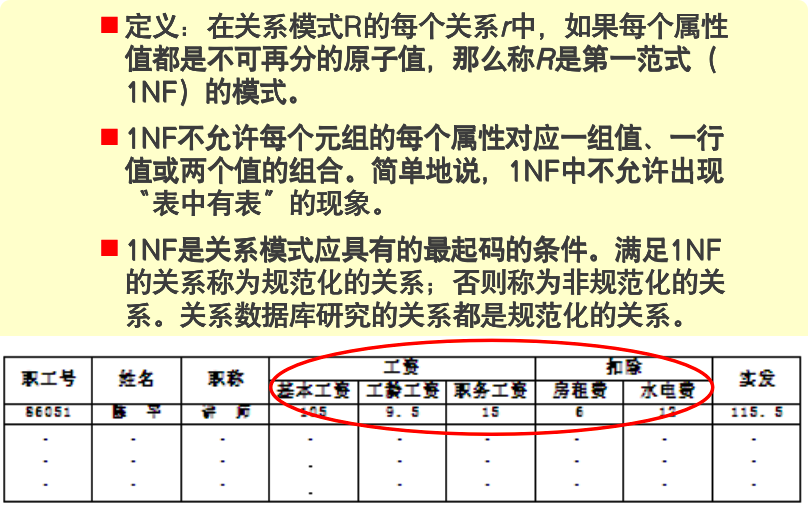 定义：在关系模式R的每个关系r中，如果每个属性
值都是不可再分的原子值，那么称R是第一范式（
1NF）的模式。
1NF不允许每个元组的每个属性对应一组值、一行
值或两个值的组合。简单地说，1NF中不允许出现
“表中有表”的现象。
1NF是关系模式应具有的最起码的条件。满足1NF
的关系称为规范化的关系；否则称为非规范化的关
系。关系数据库研究的关系都是规范化的关系。
职工号 姓名 职称 工资 扣除 实发
基本工资 工龄工资 职务工资 房租费 水电费
86051 陈 平 讲 师 105 9.5 15 6 12 115.5